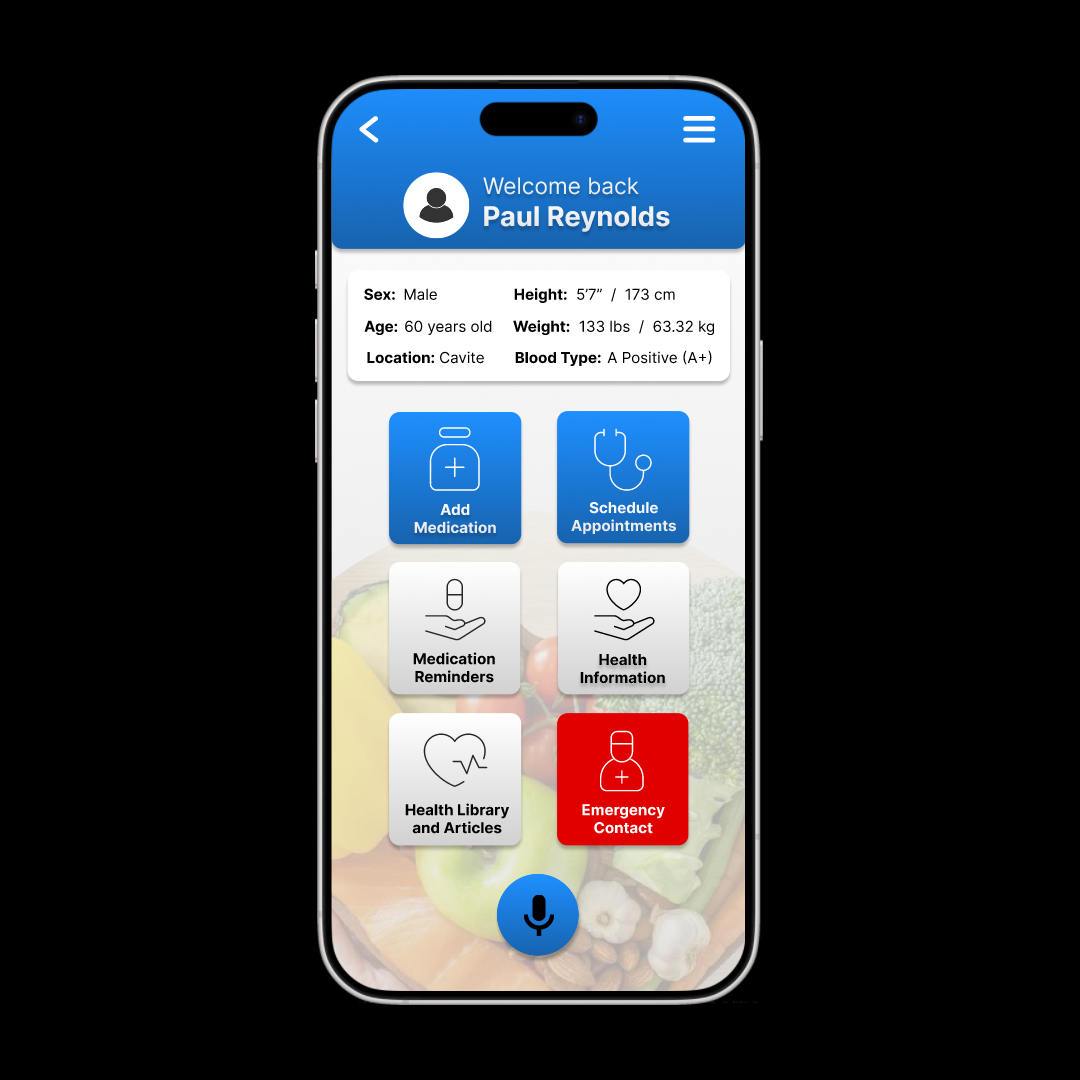 Welcome back
Paul Reynolds
Sex: Male Height: 5’7” / 173 cm
Age: 60 years old Weight: 133 lbs / 63.32 kg
Location: Cavite Blood Type: A Positive (A+)
Add
Medication
Schedule
Appointments
Medication
Reminders
Health
Information
Health Library
and Articles
Emergency
Contact